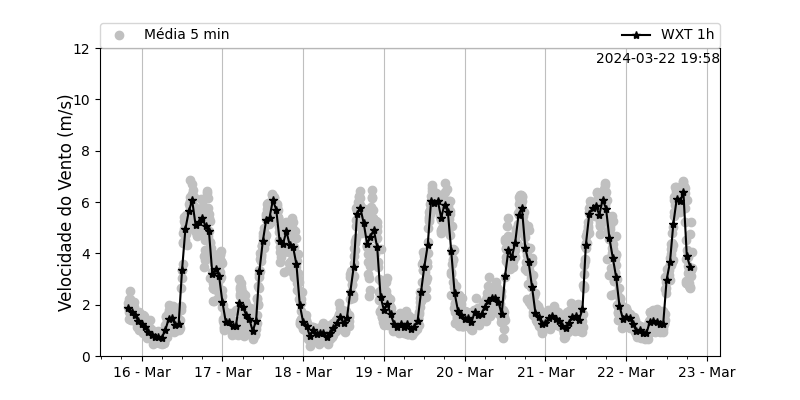 Média 5 min
WXT 1h
2024-03-22 19:58
Velocidade do Vento (m/s)
12
10
8
6
4
2
0
16 - Mar
17 - Mar
18 - Mar
19 - Mar
20 - Mar
21 - Mar
22 - Mar
23 - Mar